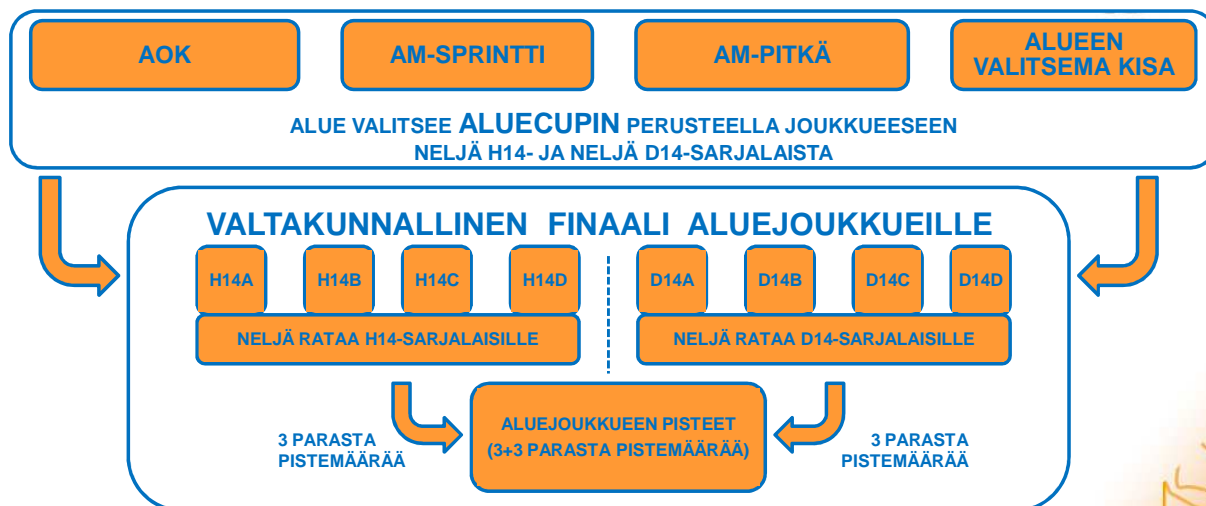 AOK
AM-SPRINTTI
AM-PITKÄ
ALUEEN
VALITSEMA KISA
ALUE VALITSEE ALUECUPIN PERUSTEELLA JOUKKUEESEEN
NELJÄ H14- JA NELJÄ D14-SARJALAISTA
VALTAKUNNALLINEN FINAALI ALUEJOUKKUEILLE
H14A
H14B
H14C
H14D
D14A
D14B
D14C
D14D
NELJÄ RATAA H14-SARJALAISILLE
NELJÄ RATAA D14-SARJALAISILLE
3 PARASTA
PISTEMÄÄRÄÄ
ALUEJOUKKUEEN PISTEET
(3+3 PARASTA PISTEMÄÄRÄÄ)
3 PARASTA
PISTEMÄÄRÄÄ